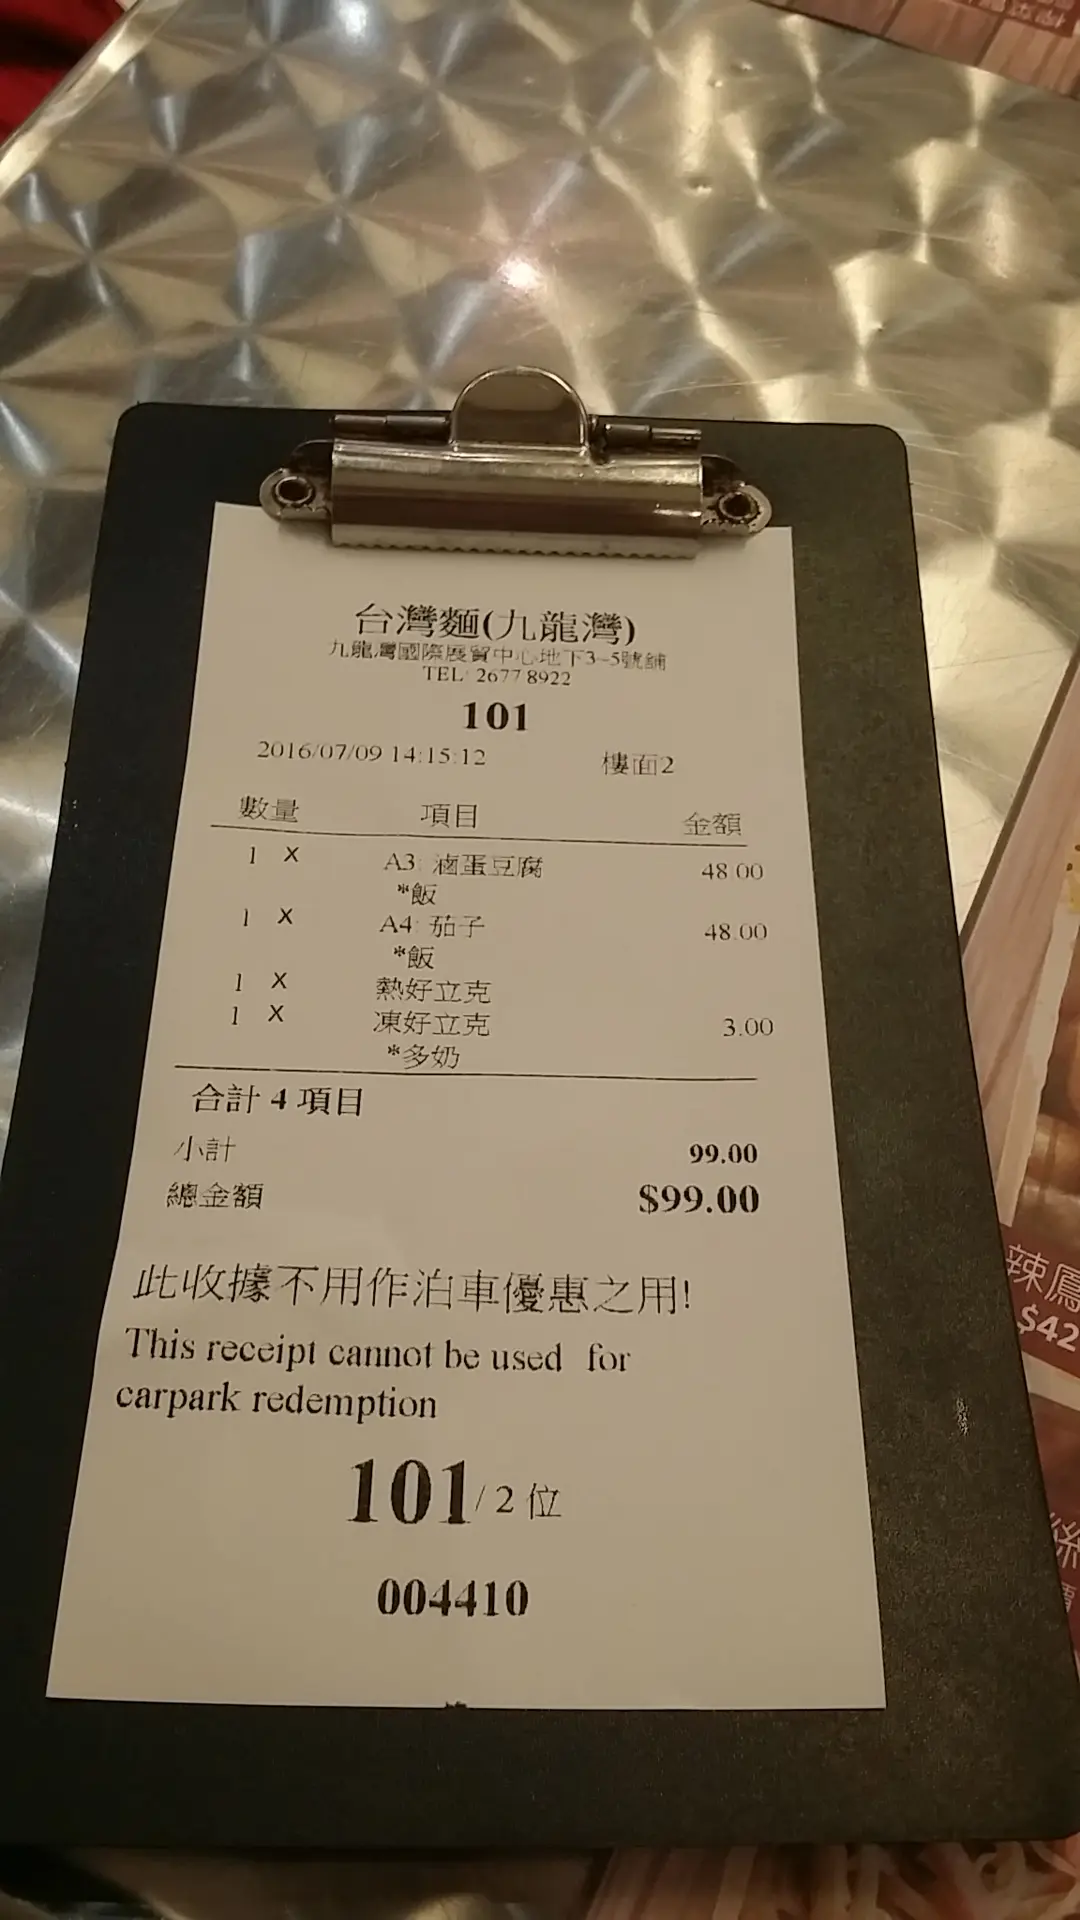 台灣麵(九龍灣)
九龍灣國際展貿中心地下3-5號舖
TEL: 2677 8922
101
2016/07/09 14:15:12 樓面2
數量 項目 金額
1 X A3: 滷蛋豆腐 48.00
*飯
1 X A4: 茄子 48.00
*飯
1 X 熱好立克
1 X 凍好立克 3.00
*多奶
合計 4 項目
小計 99.00
總金額 $99.00
此收據不用作泊車優惠之用!
This receipt cannot be used for
carpark redemption
101/ 2 位
004410
辣鳳
$42